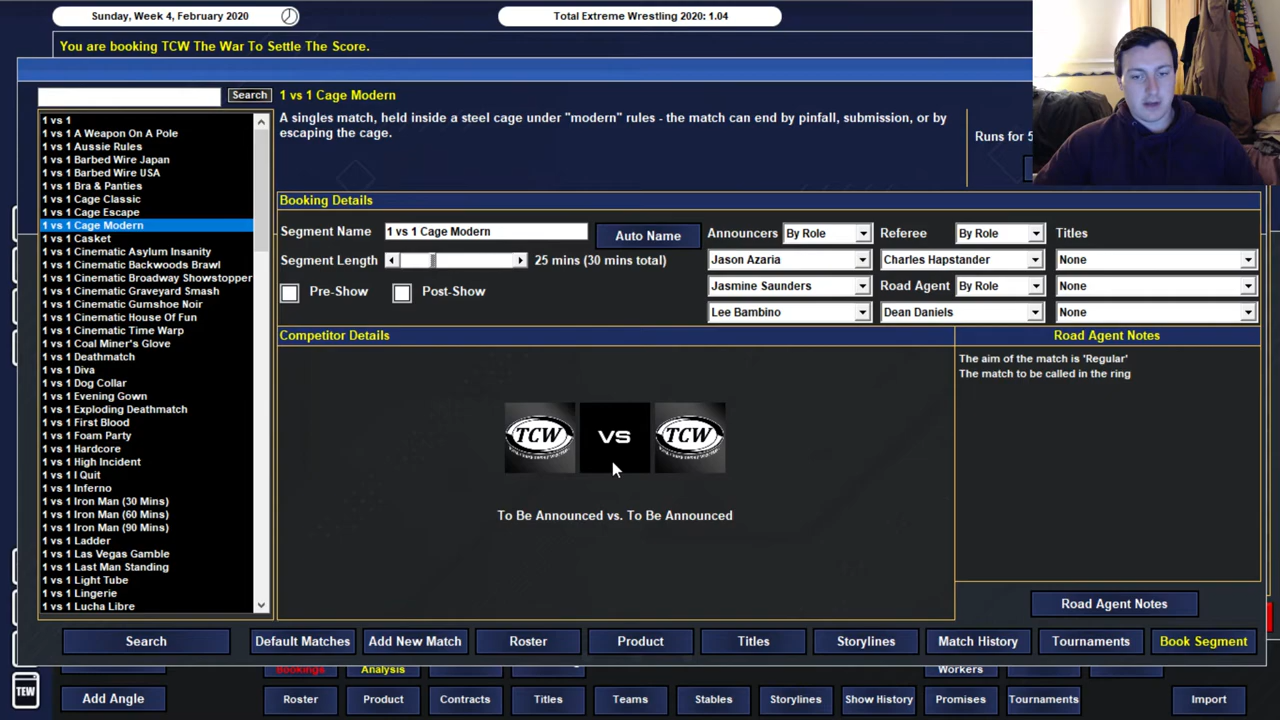 Sunday, Week 4, February 2020
Total Extreme Wrestling 2020: 1.04
You are booking TCW The War To Settle The Score.
Search
1 vs 1 Cage Modern
A singles match, held inside a steel cage under "modern" rules - the match can end by pinfall, submission, or by
escaping the cage.
Runs for 5
1 vs 1
1 vs 1 A Weapon On A Pole
1 vs 1 Aussie Rules
1 vs 1 Barbed Wire Japan
1 vs 1 Barbed Wire USA
1 vs 1 Bra & Panties
1 vs 1 Cage Classic
1 vs 1 Cage Escape
1 vs 1 Cage Modern
1 vs 1 Casket
1 vs 1 Cinematic Asylum Insanity
1 vs 1 Cinematic Backwoods Brawl
1 vs 1 Cinematic Broadway Showstopper
1 vs 1 Cinematic Graveyard Smash
1 vs 1 Cinematic Gumshoe Noir
1 vs 1 Cinematic House Of Fun
1 vs 1 Cinematic Time Warp
1 vs 1 Coal Miner's Glove
1 vs 1 Deathmatch
1 vs 1 Diva
1 vs 1 Dog Collar
1 vs 1 Evening Gown
1 vs 1 Exploding Deathmatch
1 vs 1 First Blood
1 vs 1 Foam Party
1 vs 1 Hardcore
1 vs 1 High Incident
1 vs 1 I Quit
1 vs 1 Inferno
1 vs 1 Iron Man (30 Mins)
1 vs 1 Iron Man (60 Mins)
1 vs 1 Iron Man (90 Mins)
1 vs 1 Ladder
1 vs 1 Las Vegas Gamble
1 vs 1 Last Man Standing
1 vs 1 Light Tube
1 vs 1 Lingerie
1 vs 1 Lucha Libre
Booking Details
Segment Name 1 vs 1 Cage Modern Auto Name Announcers By Role Referee By Role Titles
Segment Length 25 mins (30 mins total) Jason Azaria Charles Hapstander None
Pre-Show Post-Show Jasmine Saunders Road Agent By Role None
Lee Bambino Dean Daniels None
Competitor Details Road Agent Notes
The aim of the match is 'Regular'
The match to be called in the ring
TCW VS TCW
To Be Announced vs. To Be Announced
Road Agent Notes
Search Default Matches Add New Match Roster Product Titles Storylines Match History Tournaments Book Segment
Bookings Analysis Workers
TEW Add Angle Roster Product Contracts Titles Teams Stables Storylines Show History Promises Tournaments Import